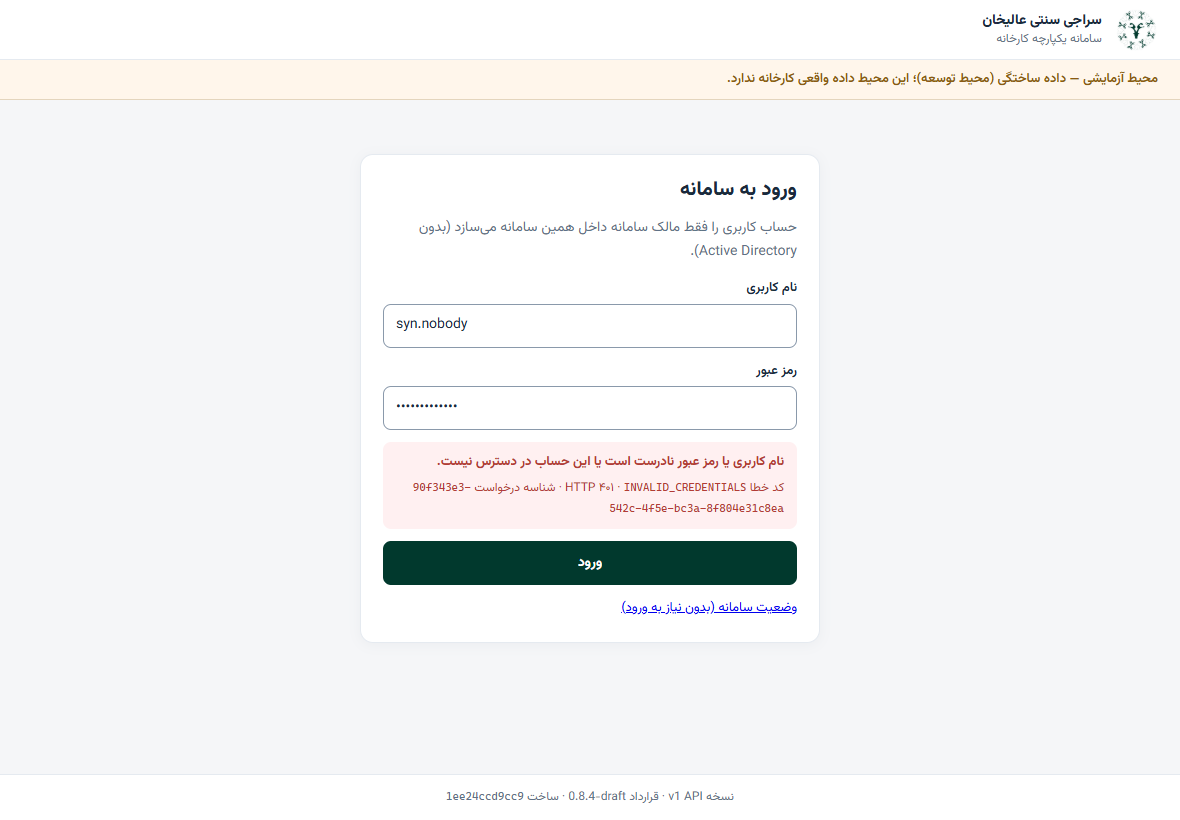 سراجی سنتی عالیخان
سامانه یکپارچه کارخانه
محیط آزمایشی — داده ساختگی (محیط توسعه)؛ این محیط داده واقعی کارخانه ندارد.
ورود به سامانه
حساب کاربری را فقط مالک سامانه داخل همین سامانه می‌سازد (بدون
Active Directory).
نام کاربری
syn.nobody
رمز عبور
•••••••••••••
نام کاربری یا رمز عبور نادرست است یا این حساب در دسترس نیست.
کد خطا INVALID_CREDENTIALS · HTTP ۴۰۱ · شناسه درخواست 90f343e3-
542c-4f5e-bc3a-8f804e31c8ea
ورود
وضعیت سامانه (بدون نیاز به ورود)
نسخه v1 API · قرارداد 0.8.4-draft · ساخت 1ee24ccd9cc9